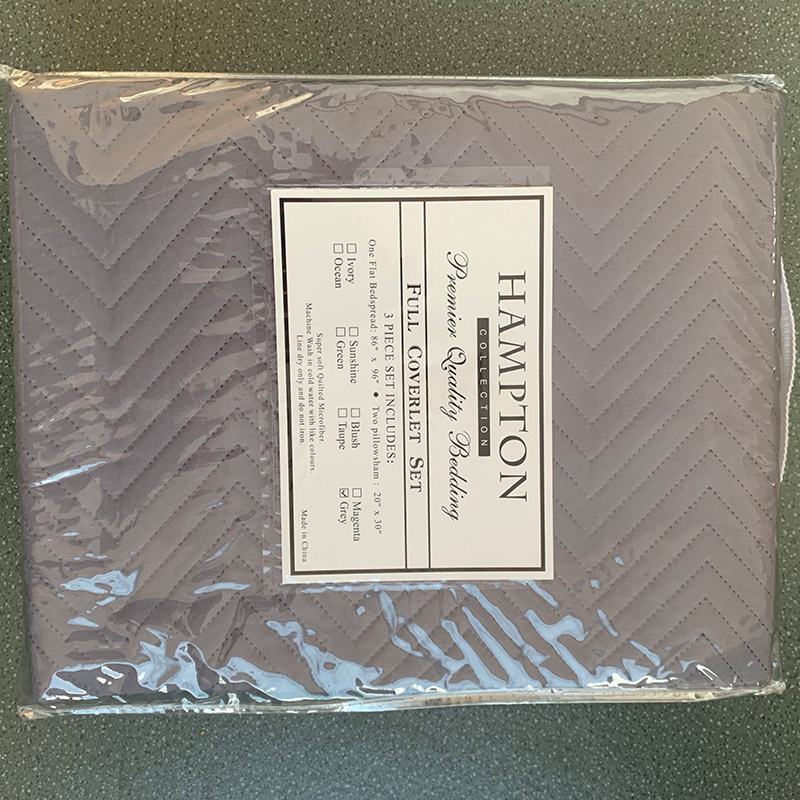 HAMPTON
COLLECTION
Premier Quality Bedding
FULL COVERLET SET
3 PIECE SET INCLUDES:
One Flat Bedspread: 86" x 96" • Two pillowsham : 20" x 30"
☐ Ivory ☐ Sunshine ☐ Blush ☐ Magenta
☐ Ocean ☐ Green ☐ Taupe ☑ Grey
Super soft Quilted Microfiber.
Machine Wash in cold water with like colours.
Line dry only and do not iron.
Made in China